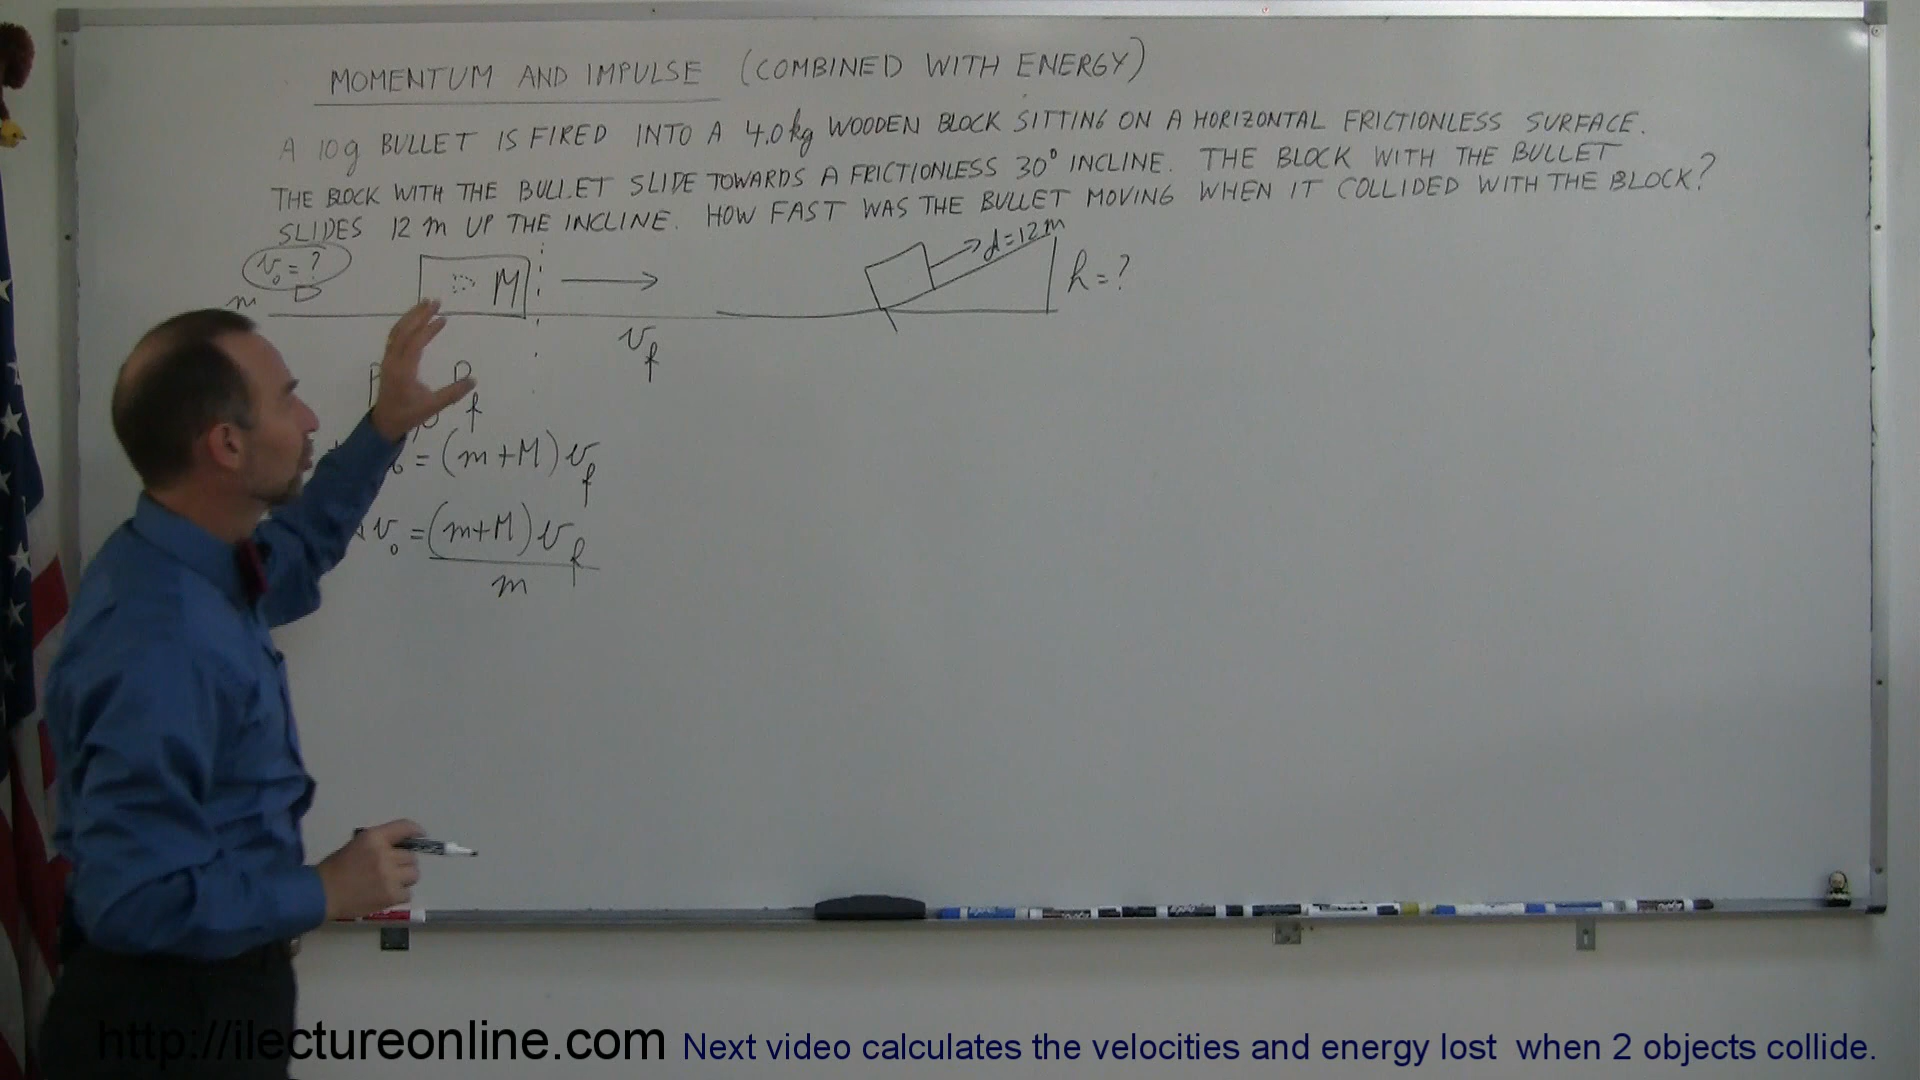 MOMENTUM AND IMPULSE (COMBINED WITH ENERGY)
A 10g BULLET IS FIRED INTO A 4.0kg WOODEN BLOCK SITTING ON A HORIZONTAL FRICTIONLESS SURFACE.
THE BLOCK WITH THE BULLET SLIDE TOWARDS A FRICTIONLESS 30° INCLINE. THE BLOCK WITH THE BULLET
SLIDES 12 m UP THE INCLINE. HOW FAST WAS THE BULLET MOVING WHEN IT COLLIDED WITH THE BLOCK?
v₀ = ?
m
M
d=12m
h=?
v_f
= (m+M) v_f
v₀ = (m+M) v_f
m
http://ilectureonline.com Next video calculates the velocities and energy lost when 2 objects collide.